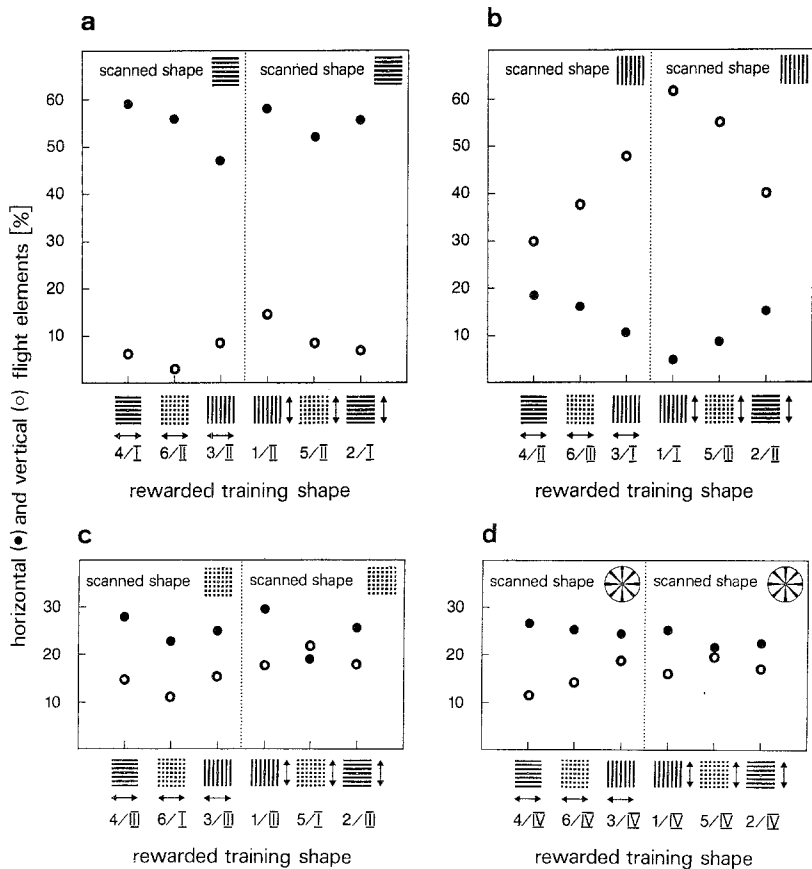 horizontal (●) and vertical (○) flight elements [%]
a
scanned shape
scanned shape
60
50
40
30
20
10
4/I 6/II 3/II 1/II 5/II 2/I
rewarded training shape
b
scanned shape
scanned shape
60
50
40
30
20
10
4/II 6/III 3/I 1/I 5/III 2/II
rewarded training shape
c
scanned shape
scanned shape
30
20
10
4/III 6/I 3/III 1/III 5/I 2/III
rewarded training shape
d
scanned shape
scanned shape
30
20
10
4/IV 6/IV 3/IV 1/IV 5/IV 2/IV
rewarded training shape